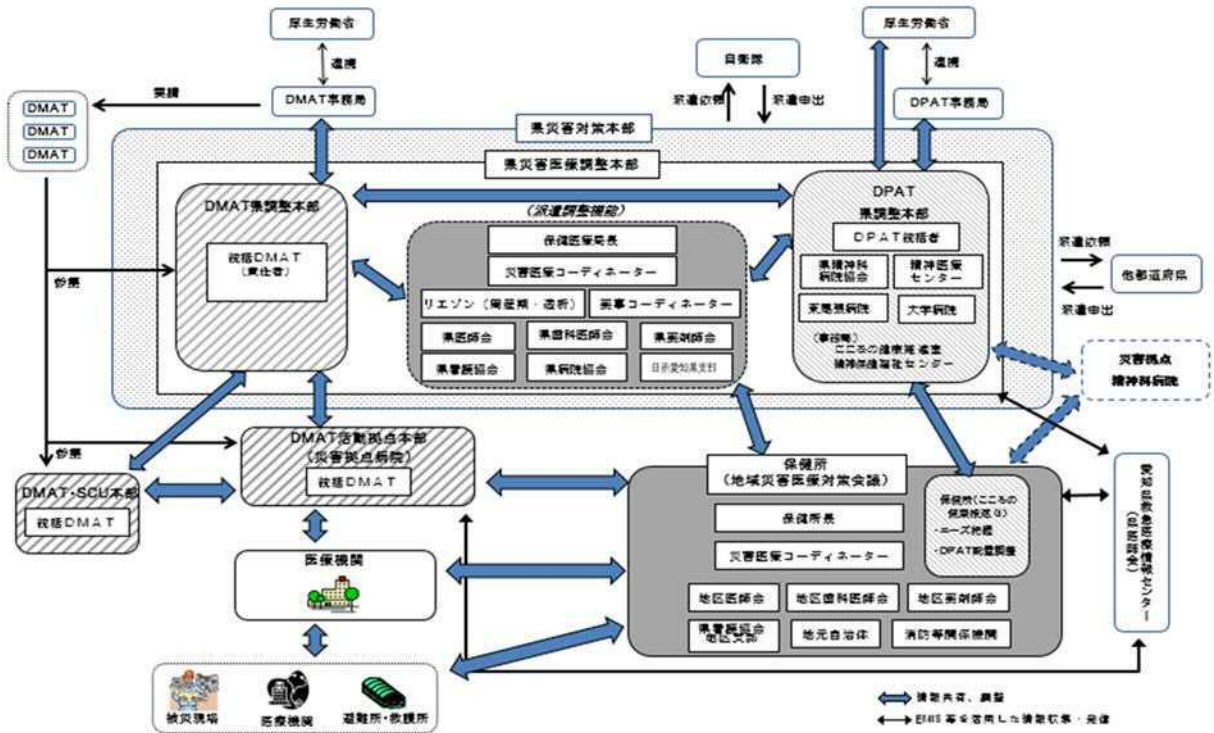 厚生労働省
連携
DMAT事務局
要請
DMAT
DMAT
DMAT
自衛隊
派遣依頼
派遣申出
厚生労働省
連携
DPAT事務局
県災害対策本部
県災害医療調整本部
DMAT県調整本部
統括DMAT
(責任者)
(派遣調整機能)
保健医療局長
災害医療コーディネーター
リエゾン(周産期・透析)
薬事コーディネーター
県医師会
県歯科医師会
県薬剤師会
県看護協会
県病院協会
日赤愛知県支部
DPAT
県調整本部
DPAT統括者
県精神科
病院協会
精神医療
センター
東尾張病院
大学病院
(事務局)
こころの健康推進室
精神保健福祉センター
派遣依頼
他都道府県
派遣申出
災害拠点
精神科病院
参集
参集
DMAT・SCU本部
統括DMAT
DMAT活動拠点本部
(災害拠点病院)
統括DMAT
医療機関
被災現場
医療機関
避難所・救護所
保健所
(地域災害医療対策会議)
保健所長
災害医療コーディネーター
地区医師会
地区歯科医師会
地区薬剤師会
県看護協会
地区支部
地元自治体
消防等関係機関
保健所(こころの
・ニーズ把握
・DPAT配置調整
愛知県救急医療情報センター
(県医師会)
情報共有、調整
EMIS等を活用した情報収集・発信